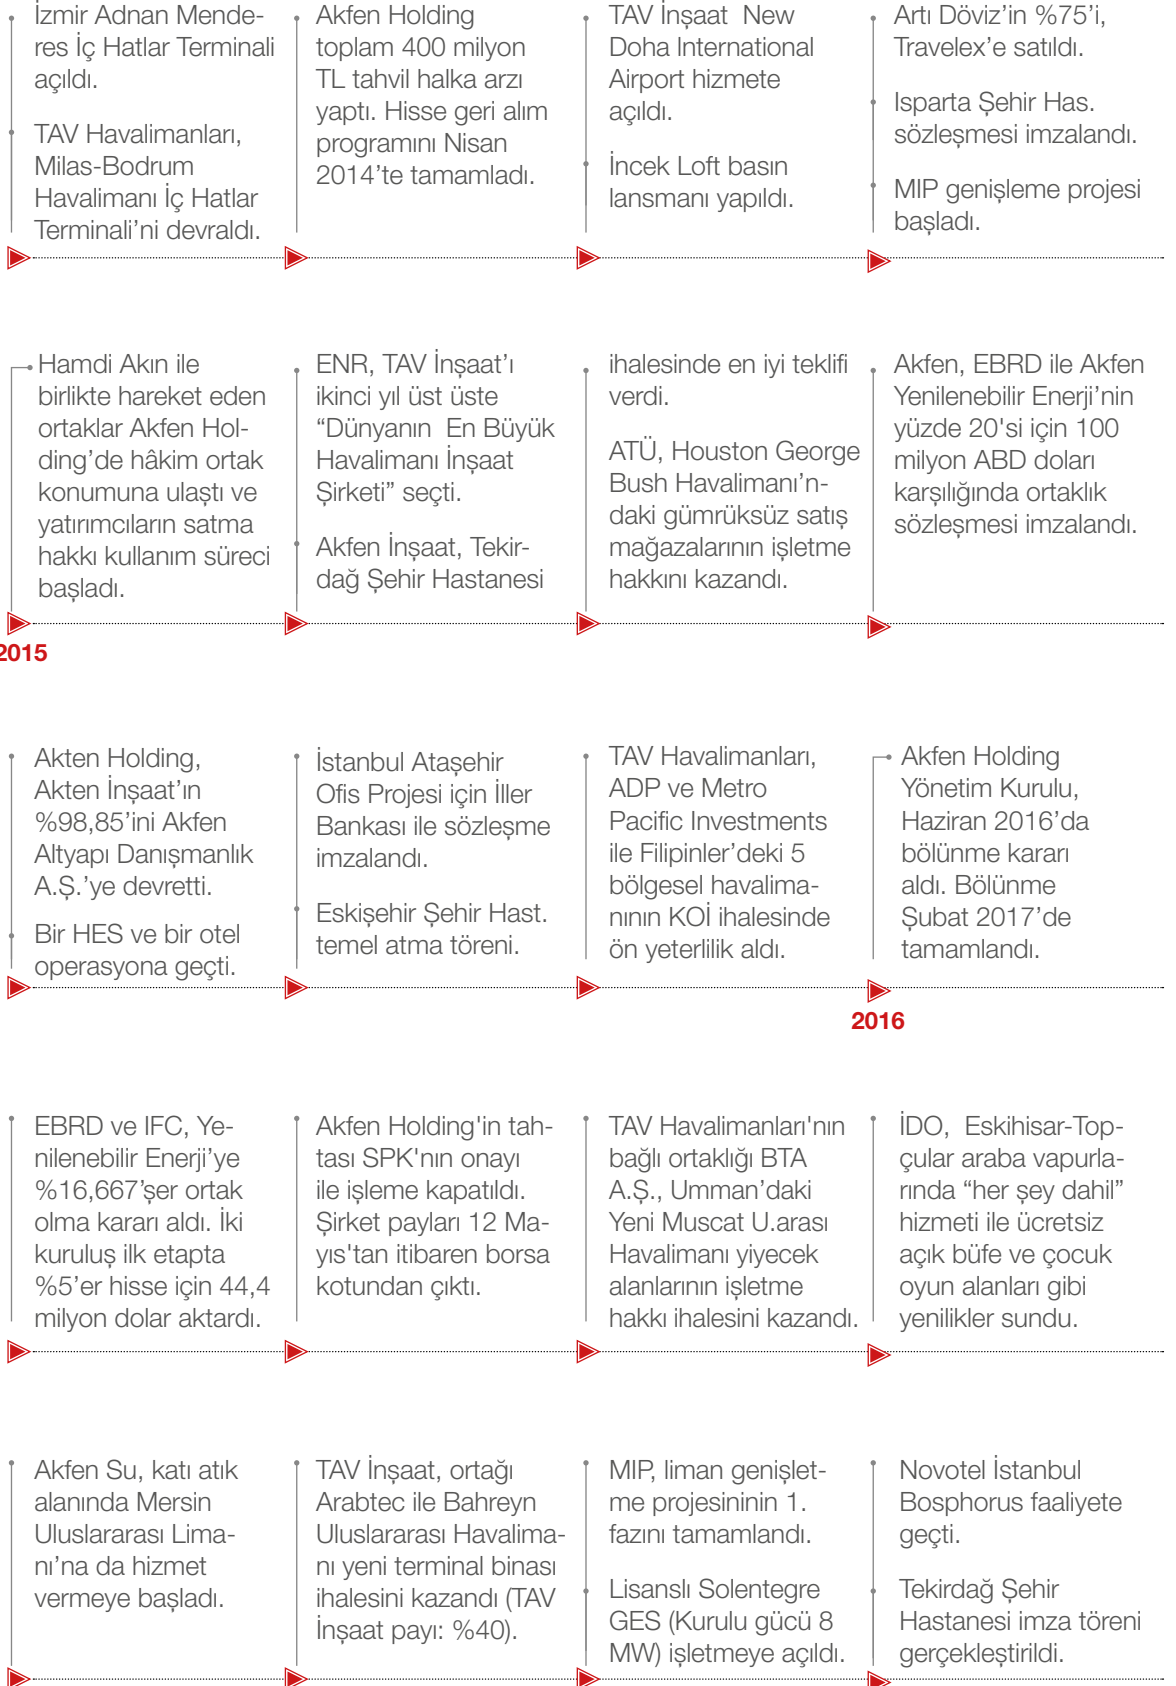 İzmir Adnan Mende-
res İç Hatlar Terminali
açıldı.
TAV Havalimanları,
Milas-Bodrum
Havalimanı İç Hatlar
Terminali’ni devraldı.
Akfen Holding
toplam 400 milyon
TL tahvil halka arzı
yaptı. Hisse geri alım
programını Nisan
2014’te tamamladı.
TAV İnşaat  New
Doha International
Airport hizmete
açıldı.
İncek Loft basın
lansmanı yapıldı.
Artı Döviz’in %75’i,
Travelex’e satıldı.
Isparta Şehir Has.
sözleşmesi imzalandı.
MIP genişleme projesi
başladı.
Hamdi Akın ile
birlikte hareket eden
ortaklar Akfen Hol-
ding’de hâkim ortak
konumuna ulaştı ve
yatırımcıların satma
hakkı kullanım süreci
başladı.
2015
ENR, TAV İnşaat’ı
ikinci yıl üst üste
“Dünyanın  En Büyük
Havalimanı İnşaat
Şirketi” seçti.
Akfen İnşaat, Tekir-
dağ Şehir Hastanesi
ihalesinde en iyi teklifi
verdi.
ATÜ, Houston George
Bush Havalimanı’n-
daki gümrüksüz satış
mağazalarının işletme
hakkını kazandı.
Akfen, EBRD ile Akfen
Yenilenebilir Enerji’nin
yüzde 20'si için 100
milyon ABD doları
karşılığında ortaklık
sözleşmesi imzalandı.
Akten Holding,
Akten İnşaat’ın
%98,85’ini Akfen
Altyapı Danışmanlık
A.Ş.’ye devretti.
Bir HES ve bir otel
operasyona geçti.
İstanbul Ataşehir
Ofis Projesi için İller
Bankası ile sözleşme
imzalandı.
Eskişehir Şehir Hast.
temel atma töreni.
TAV Havalimanları,
ADP ve Metro
Pacific Investments
ile Filipinler’deki 5
bölgesel havalima-
nının KOİ ihalesinde
ön yeterlilik aldı.
Akfen Holding
Yönetim Kurulu,
Haziran 2016’da
bölünme kararı
aldı. Bölünme
Şubat 2017’de
tamamlandı.
2016
EBRD ve IFC, Ye-
nilenebilir Enerji’ye
%16,667’şer ortak
olma kararı aldı. İki
kuruluş ilk etapta
%5’er hisse için 44,4
milyon dolar aktardı.
Akfen Holding'in tah-
tası SPK'nın onayı
ile işleme kapatıldı.
Şirket payları 12 Ma-
yıs'tan itibaren borsa
kotundan çıktı.
TAV Havalimanları'nın
bağlı ortaklığı BTA
A.Ş., Umman’daki
Yeni Muscat U.arası
Havalimanı yiyecek
alanlarının işletme
hakkı ihalesini kazandı.
İDO,  Eskihisar-Top-
çular araba vapurla-
rında “her şey dahil”
hizmeti ile ücretsiz
açık büfe ve çocuk
oyun alanları gibi
yenilikler sundu.
Akfen Su, katı atık
alanında Mersin
Uluslararası Lima-
nı’na da hizmet
vermeye başladı.
TAV İnşaat, ortağı
Arabtec ile Bahreyn
Uluslararası Havalima-
nı yeni terminal binası
ihalesini kazandı (TAV
İnşaat payı: %40).
MIP, liman genişlet-
me projesininin 1.
fazını tamamlandı.
Lisanslı Solentegre
GES (Kurulu gücü 8
MW) işletmeye açıldı.
Novotel İstanbul
Bosphorus faaliyete
geçti.
Tekirdağ Şehir
Hastanesi imza töreni
gerçekleştirildi.